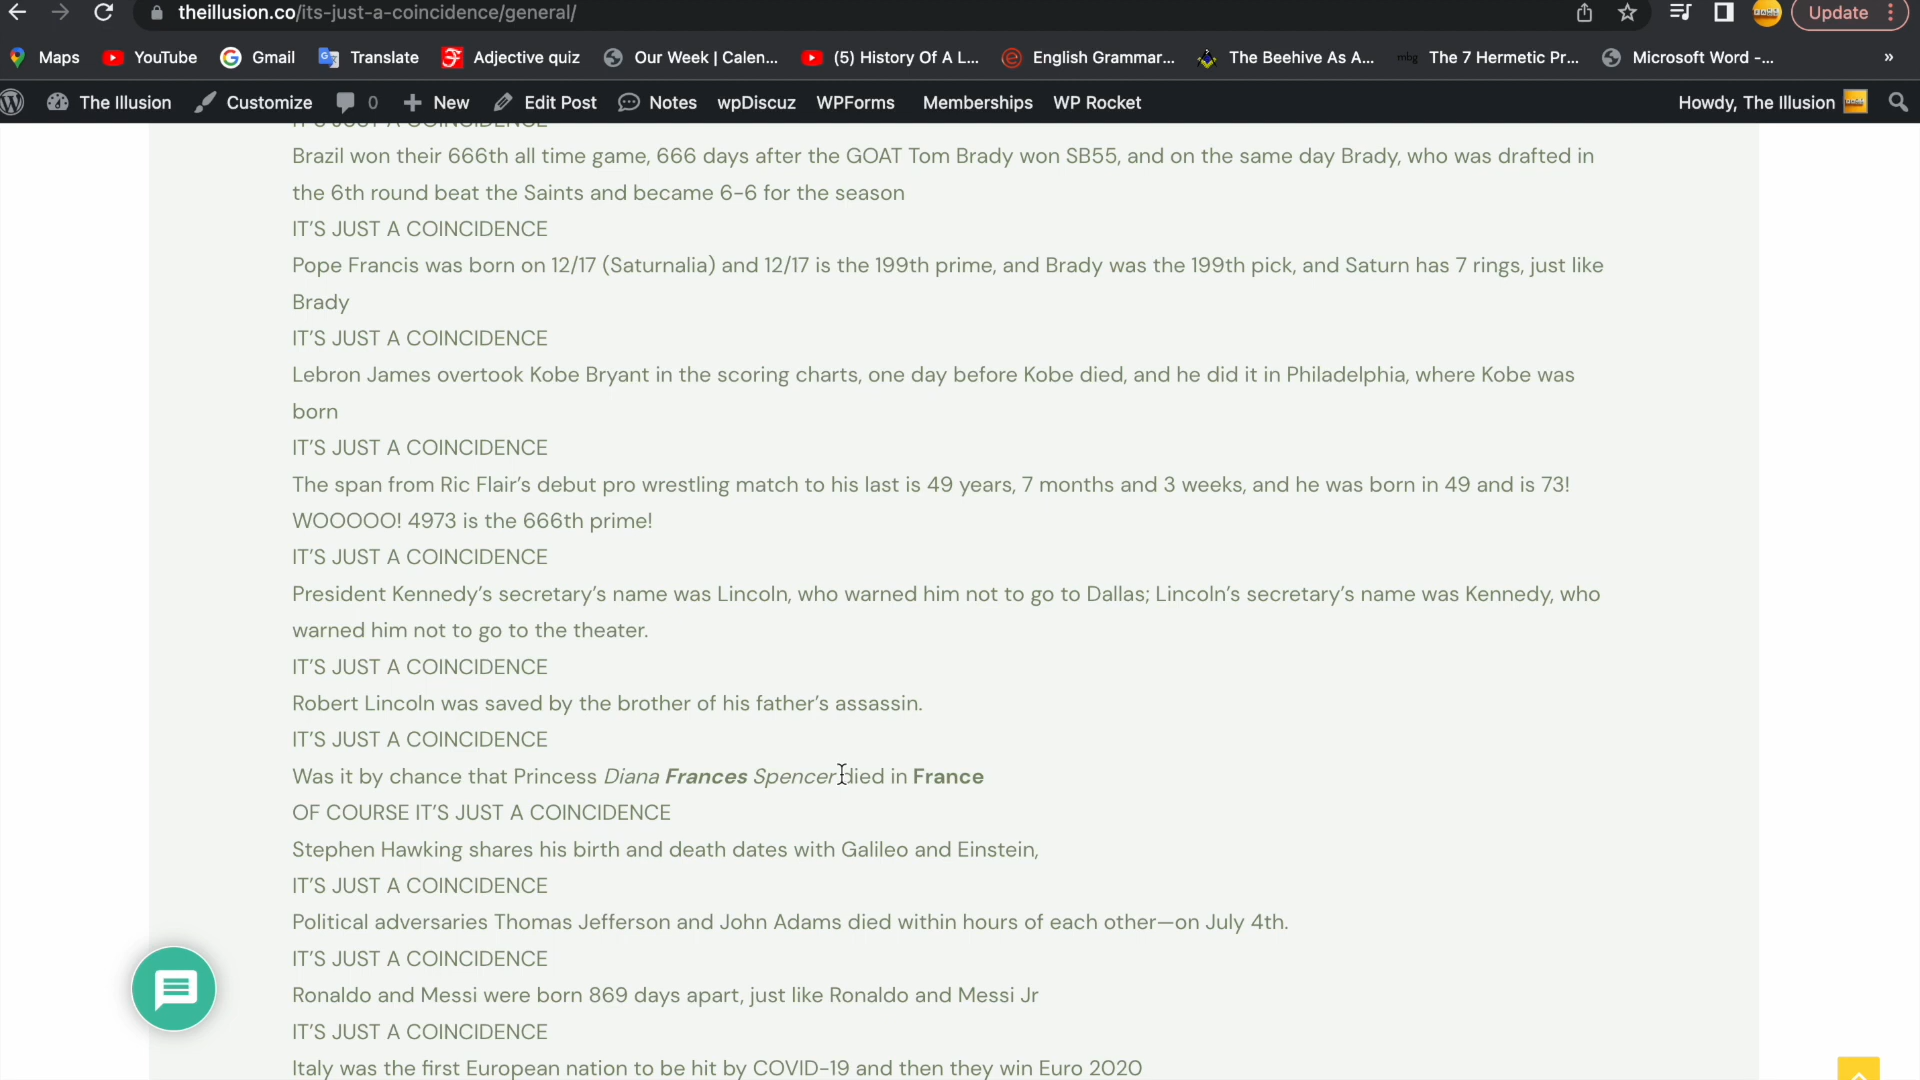 theillusion.co/its-just-a-coincidence/general/
Update
Maps
YouTube
Gmail
Translate
Adjective quiz
Our Week | Calen...
(5) History Of A L...
English Grammar...
The Beehive As A...
mbg
The 7 Hermetic Pr...
Microsoft Word -...
»
The Illusion
Customize
0
New
Edit Post
Notes
wpDiscuz
WPForms
Memberships
WP Rocket
Howdy, The Illusion
IT'S JUST A COINCIDENCE
Brazil won their 666th all time game, 666 days after the GOAT Tom Brady won SB55, and on the same day Brady, who was drafted in
the 6th round beat the Saints and became 6-6 for the season
IT'S JUST A COINCIDENCE
Pope Francis was born on 12/17 (Saturnalia) and 12/17 is the 199th prime, and Brady was the 199th pick, and Saturn has 7 rings, just like
Brady
IT'S JUST A COINCIDENCE
Lebron James overtook Kobe Bryant in the scoring charts, one day before Kobe died, and he did it in Philadelphia, where Kobe was
born
IT'S JUST A COINCIDENCE
The span from Ric Flair's debut pro wrestling match to his last is 49 years, 7 months and 3 weeks, and he was born in 49 and is 73!
WOOOOO! 4973 is the 666th prime!
IT'S JUST A COINCIDENCE
President Kennedy's secretary's name was Lincoln, who warned him not to go to Dallas; Lincoln's secretary's name was Kennedy, who
warned him not to go to the theater.
IT'S JUST A COINCIDENCE
Robert Lincoln was saved by the brother of his father's assassin.
IT'S JUST A COINCIDENCE
Was it by chance that Princess Diana Frances Spencer died in France
OF COURSE IT'S JUST A COINCIDENCE
Stephen Hawking shares his birth and death dates with Galileo and Einstein,
IT'S JUST A COINCIDENCE
Political adversaries Thomas Jefferson and John Adams died within hours of each other—on July 4th.
IT'S JUST A COINCIDENCE
Ronaldo and Messi were born 869 days apart, just like Ronaldo and Messi Jr
IT'S JUST A COINCIDENCE
Italy was the first European nation to be hit by COVID-19 and then they win Euro 2020